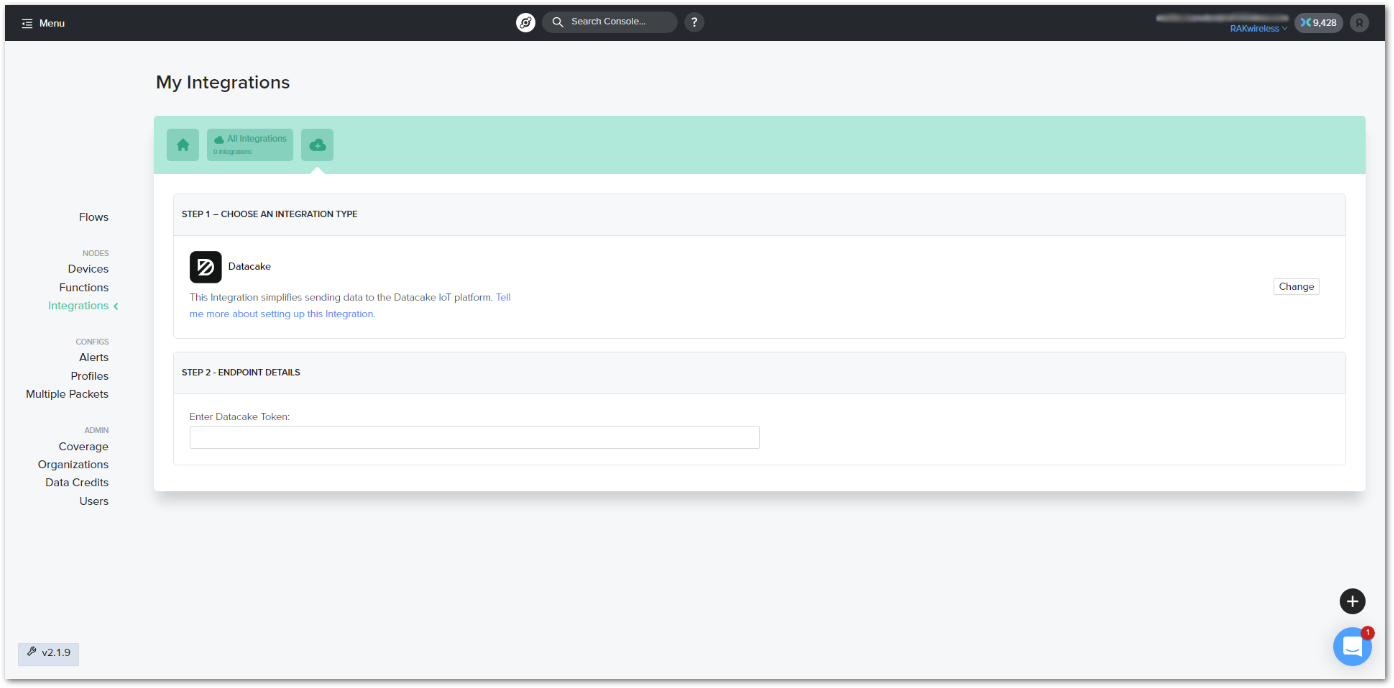 Menu
Search Console...
?
RAKwireless
9,428
R
My Integrations
All Integrations
0 Integrations
Flows
NODES
Devices
Functions
Integrations
CONFIGS
Alerts
Profiles
Multiple Packets
ADMIN
Coverage
Organizations
Data Credits
Users
STEP 1 – CHOOSE AN INTEGRATION TYPE
Datacake
This Integration simplifies sending data to the Datacake IoT platform. Tell
me more about setting up this Integration.
Change
STEP 2 - ENDPOINT DETAILS
Enter Datacake Token:
1
v2.1.9